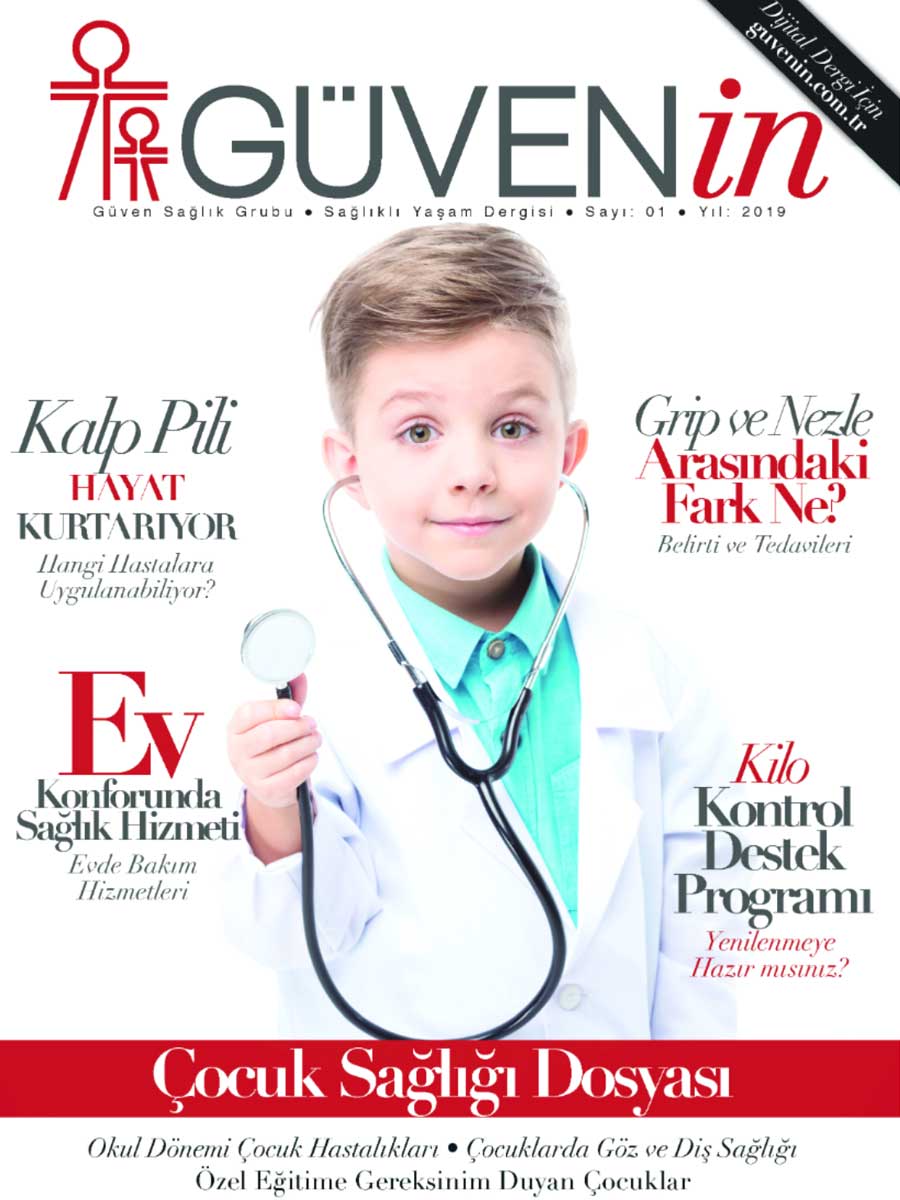 Dijital Dergi İçin
guvenin.com.tr
GÜVENin
Güven Sağlık Grubu • Sağlıklı Yaşam Dergisi • Sayı: 01 • Yıl: 2019
Kalp Pili
HAYAT
KURTARIYOR
Hangi Hastalara
Uygulanabiliyor?
Grip ve Nezle
Arasındaki
Fark Ne?
Belirti ve Tedavileri
Ev
Konforunda
Sağlık Hizmeti
Evde Bakım
Hizmetleri
Kilo
Kontrol
Destek
Programı
Yenilenmeye
Hazır mısınız?
Çocuk Sağlığı Dosyası
Okul Dönemi Çocuk Hastalıkları • Çocuklarda Göz ve Diş Sağlığı
Özel Eğitime Gereksinim Duyan Çocuklar